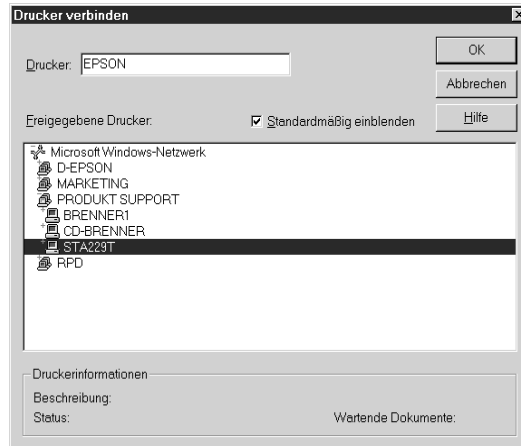 Drucker verbinden
Drucker: EPSON
OK
Abbrechen
Hilfe
Freigegebene Drucker:
Standardmäßig einblenden
Microsoft Windows-Netzwerk
D-EPSON
MARKETING
PRODUKT SUPPORT
BRENNER1
CD-BRENNER
STA229T
RPD
Druckerinformationen
Beschreibung:
Status:
Wartende Dokumente: